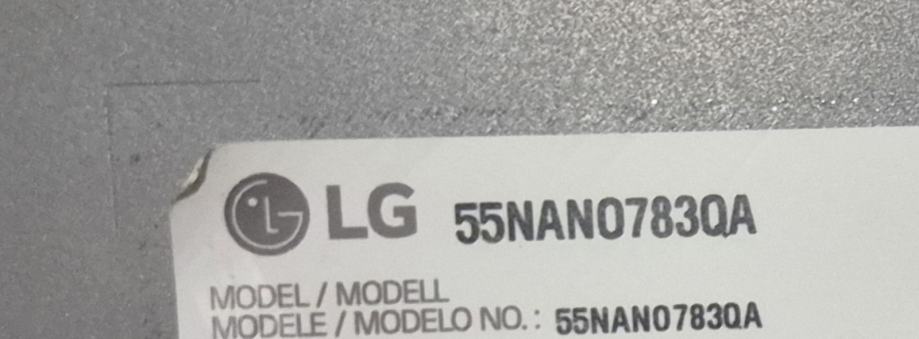 LG 55NANO783QA
MODEL / MODELL
MODELE / MODELO NO.: 55NANO783QA